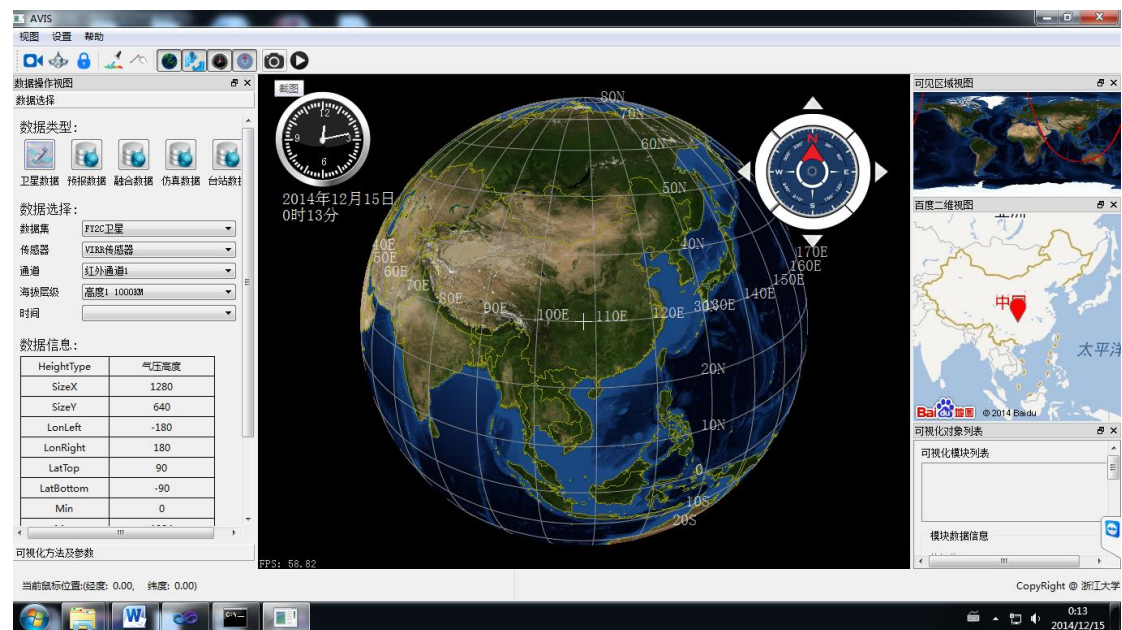 AVIS
视图 设置 帮助
数据操作视图
数据选择
数据类型:
卫星数据 预报数据 融合数据 仿真数据 台站数据
数据选择:
数据集 FY2C卫星
传感器 VIRR传感器
通道 红外通道1
海拔层级 高度1 1000KM
时间
数据信息:
HeightType 气压高度
SizeX 1280
SizeY 640
LonLeft -180
LonRight 180
LatTop 90
LatBottom -90
Min 0
可视化方法及参数
截图
12
9 3
6
2014年12月15日
0时13分
80N
70N
60N
50N
40N
30N
20N
10N
0
10S
20S
40E
50E
60E
70E
80E
90E 100E 110E 120E 130E 140E
150E
160E
170E
N
W E
S
FPS: 58.82
可见区域视图
百度二维视图
亚洲
中国
太平洋
Bai 地图 © 2014 Baidu
可视化对象列表
可视化模块列表
模块数据信息
当前鼠标位置:(经度: 0.00, 纬度: 0.00)
CopyRight @ 浙江大学
0:13
2014/12/15